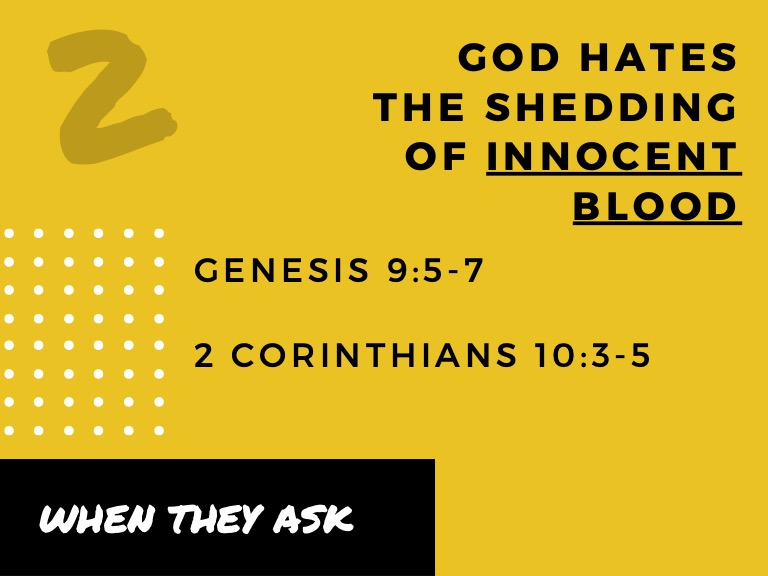 2
GOD HATES
THE SHEDDING
OF INNOCENT
BLOOD
GENESIS 9:5-7
2 CORINTHIANS 10:3-5
WHEN THEY ASK